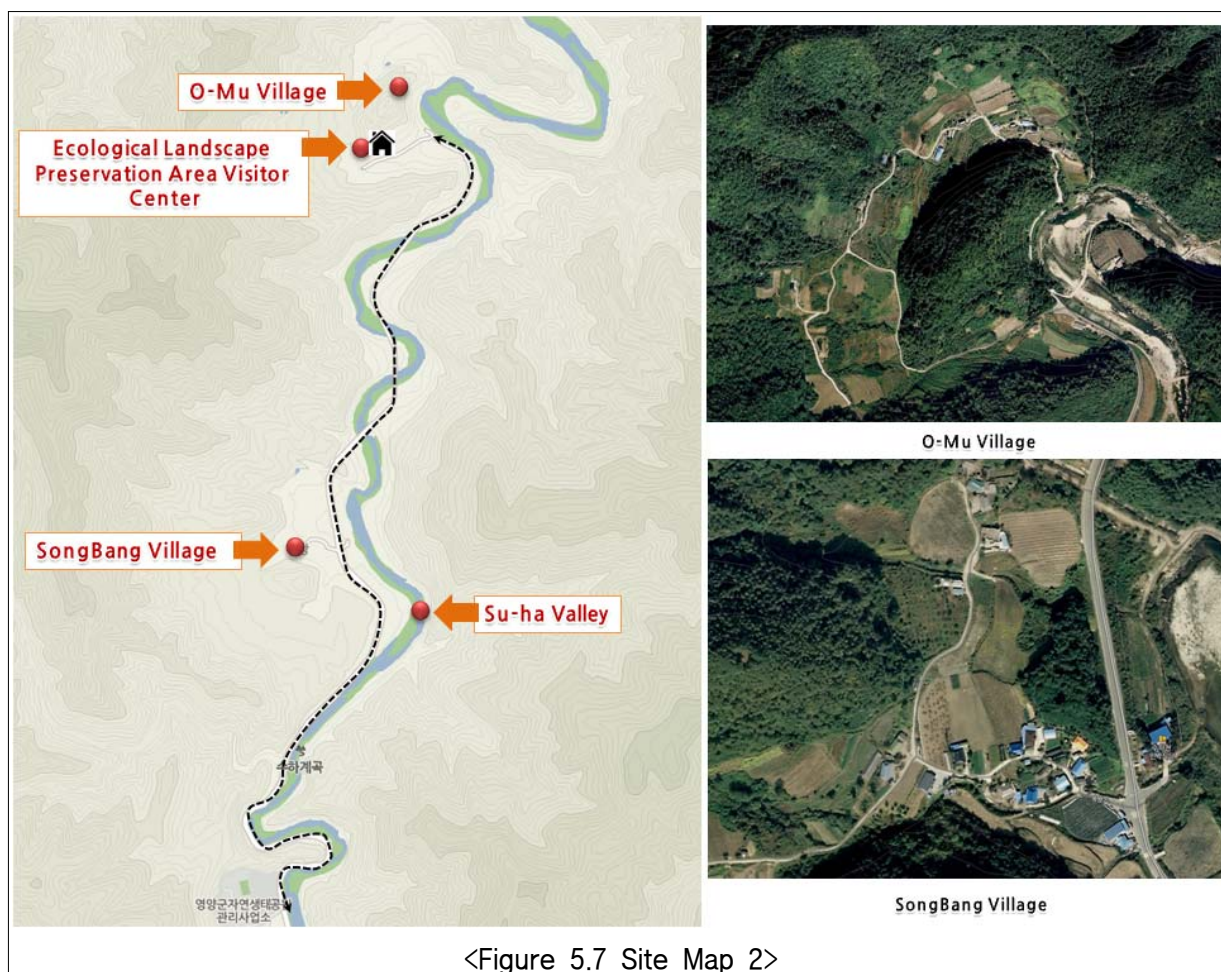 O-Mu Village
Ecological Landscape
Preservation Area Visitor
Center
SongBang Village
Su-ha Valley
수하계곡
영양군자연생태공원
관리사업소
O-Mu Village
SongBang Village
<Figure 5.7 Site Map 2>